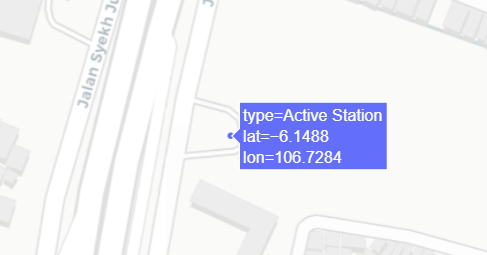 Jalan Syekh Ju
J
type=Active Station
lat=−6.1488
lon=106.7284